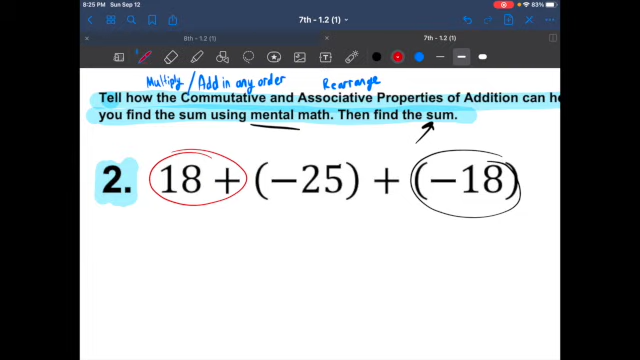 8:25 PM Sun Sep 12
83%
7th - 1.2 (1)
8th - 1.2 (1)
7th - 1.2 (1)
Multiply / Add in any order Rearrange
Tell how the Commutative and Associative Properties of Addition can he
you find the sum using mental math. Then find the sum.
2. 18 + (−25) + (−18)